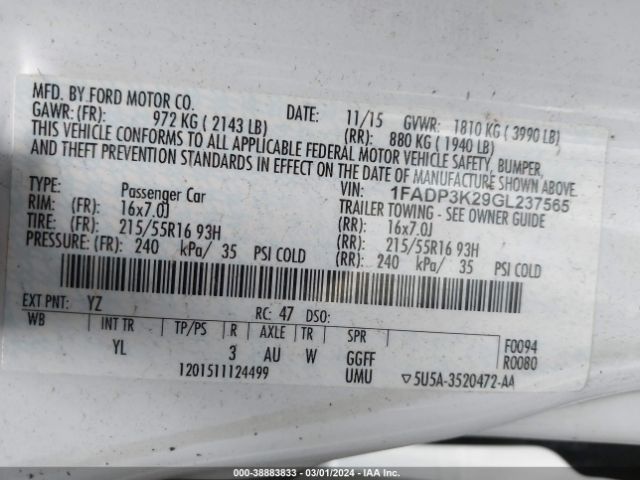 MFD. BY FORD MOTOR CO.
DATE: 11/15 GVWR: 1810 KG ( 3990 LB)
GAWR: (FR): 972 KG ( 2143 LB) (RR): 880 KG ( 1940 LB)
THIS VEHICLE CONFORMS TO ALL APPLICABLE FEDERAL MOTOR VEHICLE SAFETY, BUMPER,
AND THEFT PREVENTION STANDARDS IN EFFECT ON THE DATE OF MANUFACTURE SHOWN ABOVE.
TYPE: Passenger Car VIN: 1FADP3K29GL237565
TRAILER TOWING - SEE OWNER GUIDE
RIM: (FR): 16x7.0J (RR): 16x7.0J
TIRE: (FR): 215/55R16 93H (RR): 215/55R16 93H
PRESSURE: (FR): 240 kPa/ 35 PSI COLD (RR): 240 kPa/ 35 PSI COLD
EXT PNT: YZ RC: 47 DSO:
WB INT TR TP/PS R AXLE TR SPR F0094
YL 3 AU W GGFF R0080
1201511124499 UMU ▽5U5A-3520472-AA
000-38883833 / 03/01/2024 - IAA Inc.